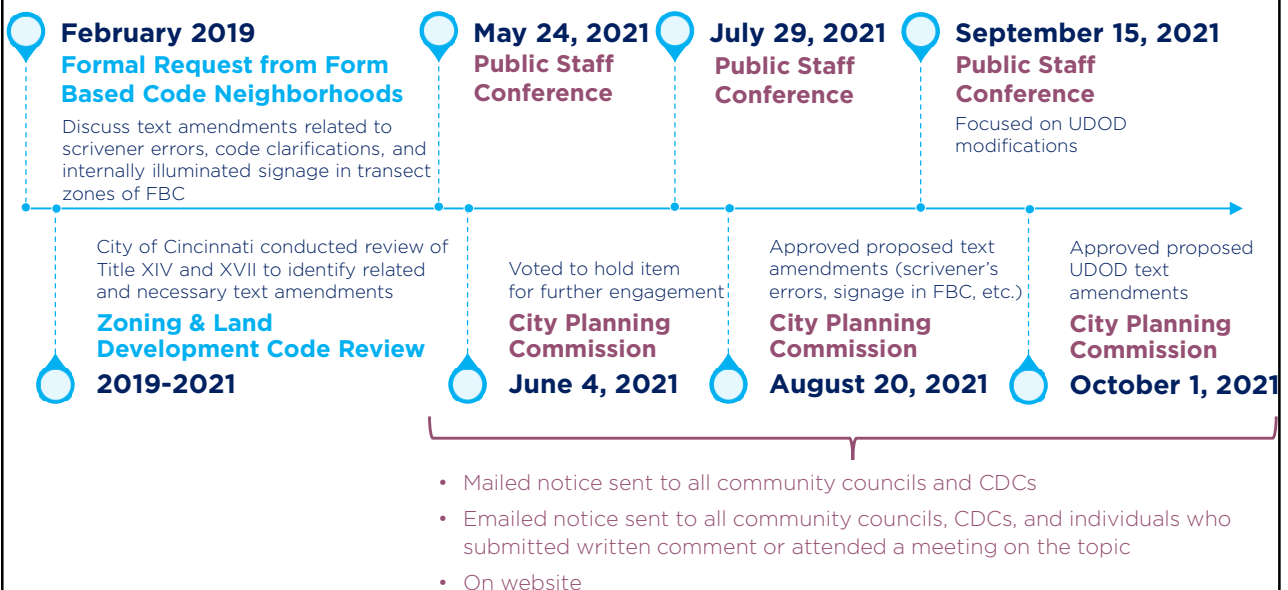 February 2019
Formal Request from Form
Based Code Neighborhoods
Discuss text amendments related to
scrivener errors, code clarifications, and
internally illuminated signage in transect
zones of FBC
May 24, 2021
Public Staff
Conference
July 29, 2021
Public Staff
Conference
September 15, 2021
Public Staff
Conference
Focused on UDOD
modifications
City of Cincinnati conducted review of
Title XIV and XVII to identify related
and necessary text amendments
Zoning & Land
Development Code Review
2019-2021
Voted to hold item
for further engagement
City Planning
Commission
June 4, 2021
Approved proposed text
amendments (scrivener's
errors, signage in FBC, etc.)
City Planning
Commission
August 20, 2021
Approved proposed
UDOD text
amendments
City Planning
Commission
October 1, 2021
• Mailed notice sent to all community councils and CDCs
• Emailed notice sent to all community councils, CDCs, and individuals who
submitted written comment or attended a meeting on the topic
• On website